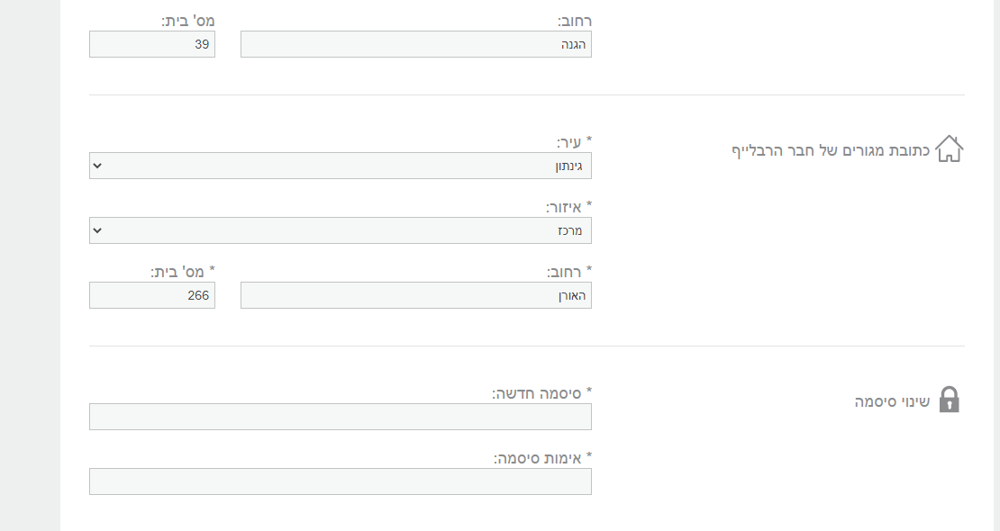 רחוב: מס' בית:
הגנה 39
כתובת מגורים של חבר הרבלייף
* עיר:
גינתון
* איזור:
מרכז
* רחוב: * מס' בית:
האורן 266
שינוי סיסמה
* סיסמה חדשה:
* אימות סיסמה: